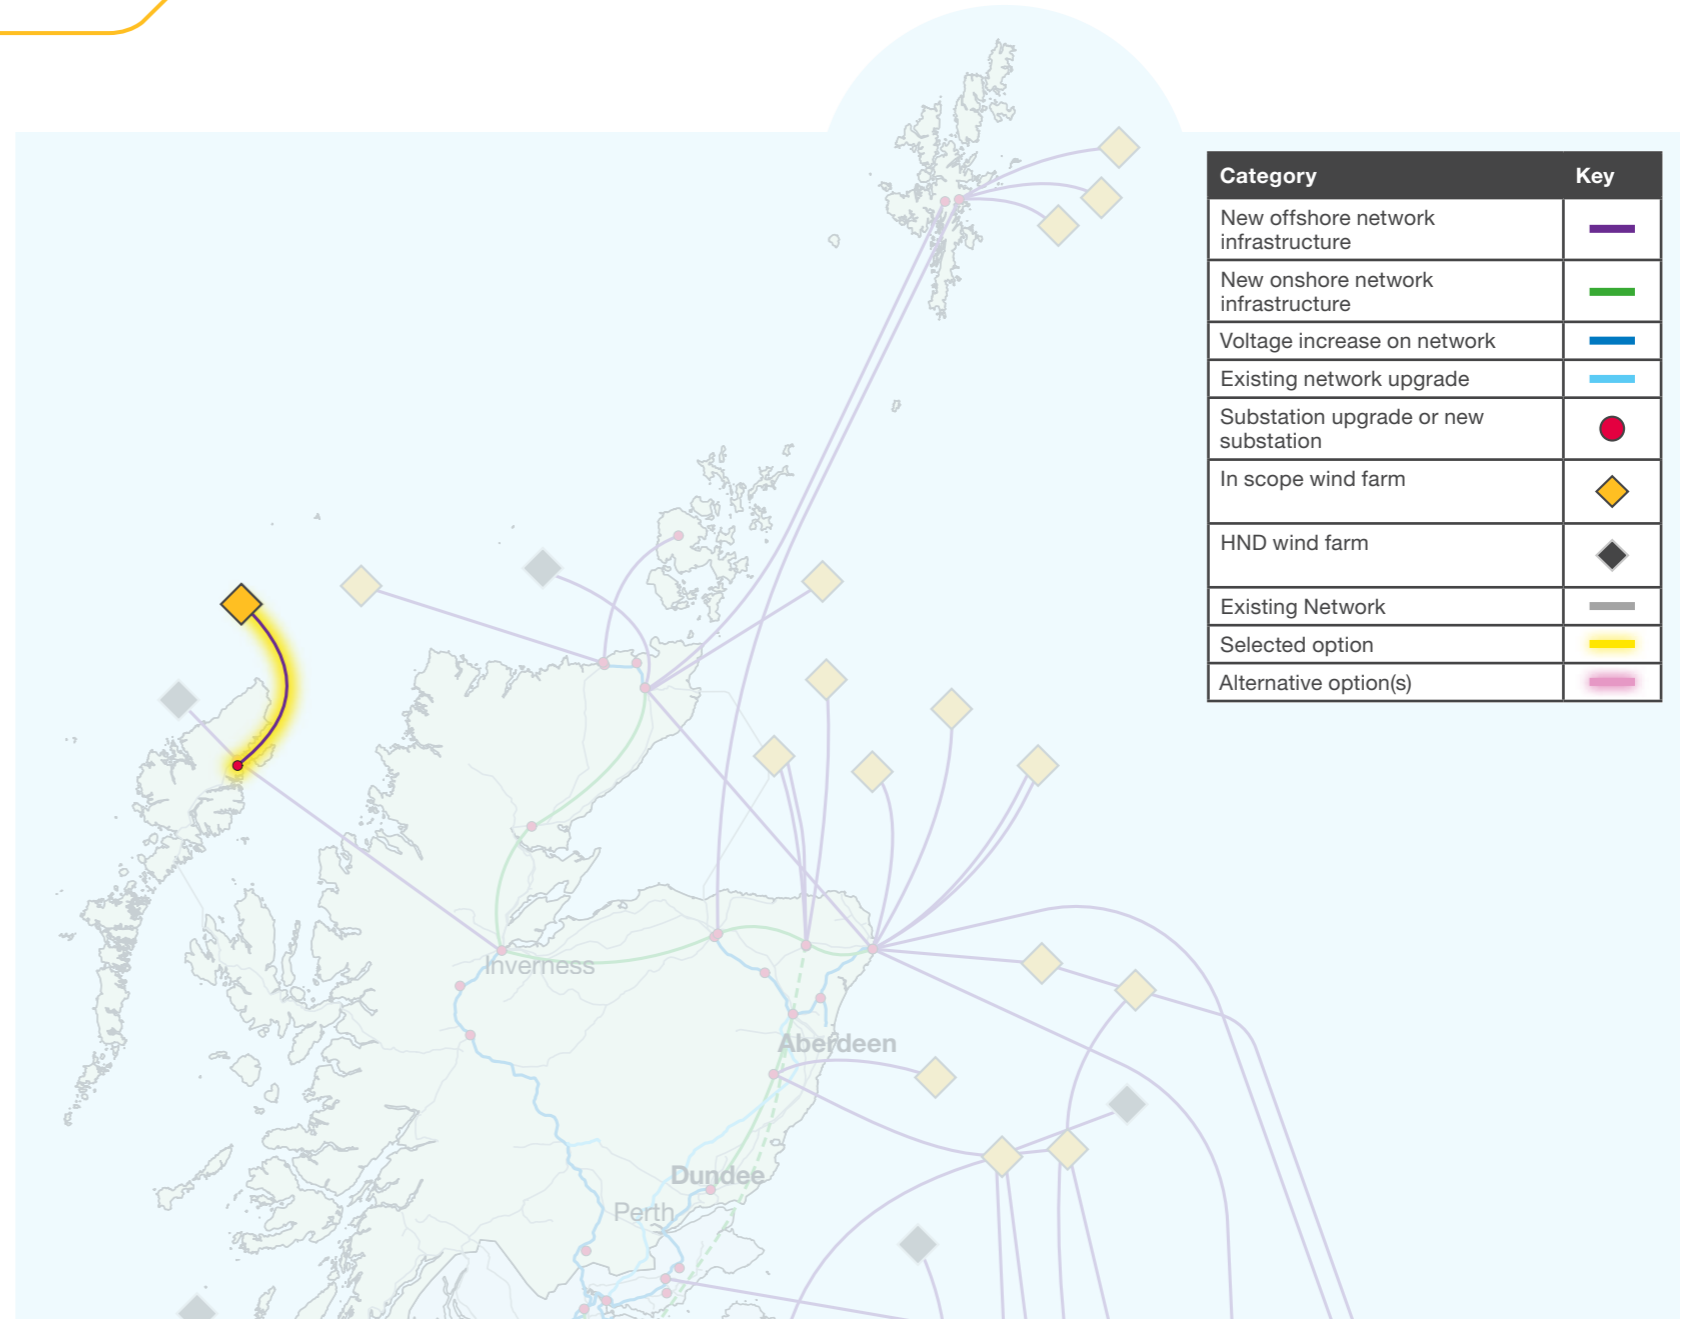 Category Key
New offshore network
infrastructure
New onshore network
infrastructure
Voltage increase on network
Existing network upgrade
Substation upgrade or new
substation
In scope wind farm
HND wind farm
Existing Network
Selected option
Alternative option(s)
Inverness
Aberdeen
Dundee
Perth